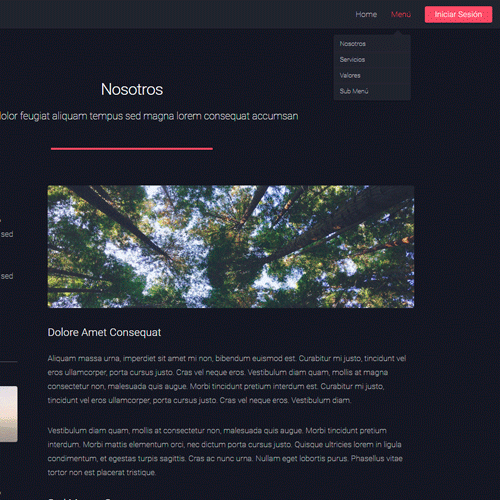 Home Menú Iniciar Sesión
Nosotros
Servicios
Valores
Sub Menú
Nosotros
dolor feugiat aliquam tempus sed magna lorem consequat accumsan
sed
sed
Dolore Amet Consequat
Aliquam massa urna, imperdiet sit amet mi non, bibendum euismod est. Curabitur mi justo, tincidunt vel
eros ullamcorper, porta cursus justo. Cras vel neque eros. Vestibulum diam quam, mollis at magna
consectetur non, malesuada quis augue. Morbi tincidunt pretium interdum est. Curabitur mi justo,
tincidunt vel eros ullamcorper, porta cursus justo. Cras vel neque eros. Vestibulum diam.
Vestibulum diam quam, mollis at consectetur non, malesuada quis augue. Morbi tincidunt pretium
interdum. Morbi mattis elementum orci, nec dictum porta cursus justo. Quisque ultricies lorem in ligula
condimentum, et egestas turpis sagittis. Cras ac nunc urna. Nullam eget lobortis purus. Phasellus vitae
tortor non est placerat tristique.